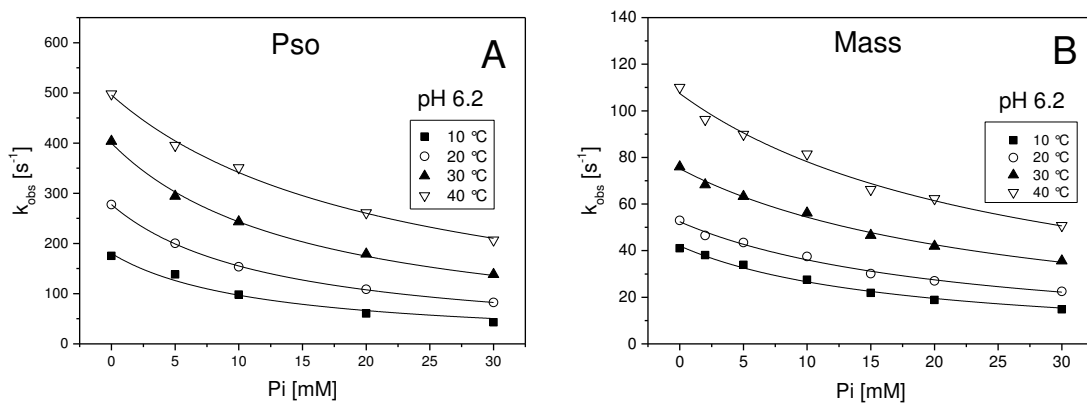 Pso
A
pH 6.2
10 °C
20 °C
30 °C
40 °C
600
500
400
300
200
100
0
k_obs [s⁻¹]
0 5 10 15 20 25 30
Pi [mM]
Mass
B
pH 6.2
10 °C
20 °C
30 °C
40 °C
140
120
100
80
60
40
20
0
k_obs [s⁻¹]
0 5 10 15 20 25 30
Pi [mM]